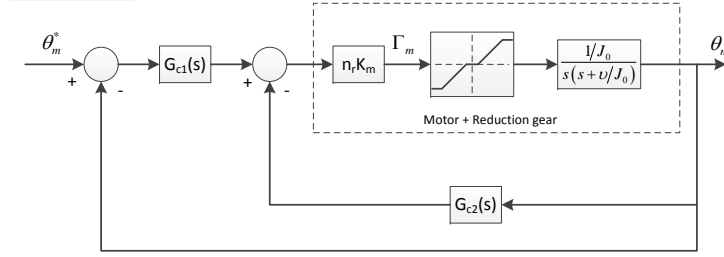 θ*m
Γm
θm
+
-
Gc1(s)
+
-
nrKm
1/J0
s(s+υ/J0)
Motor + Reduction gear
Gc2(s)